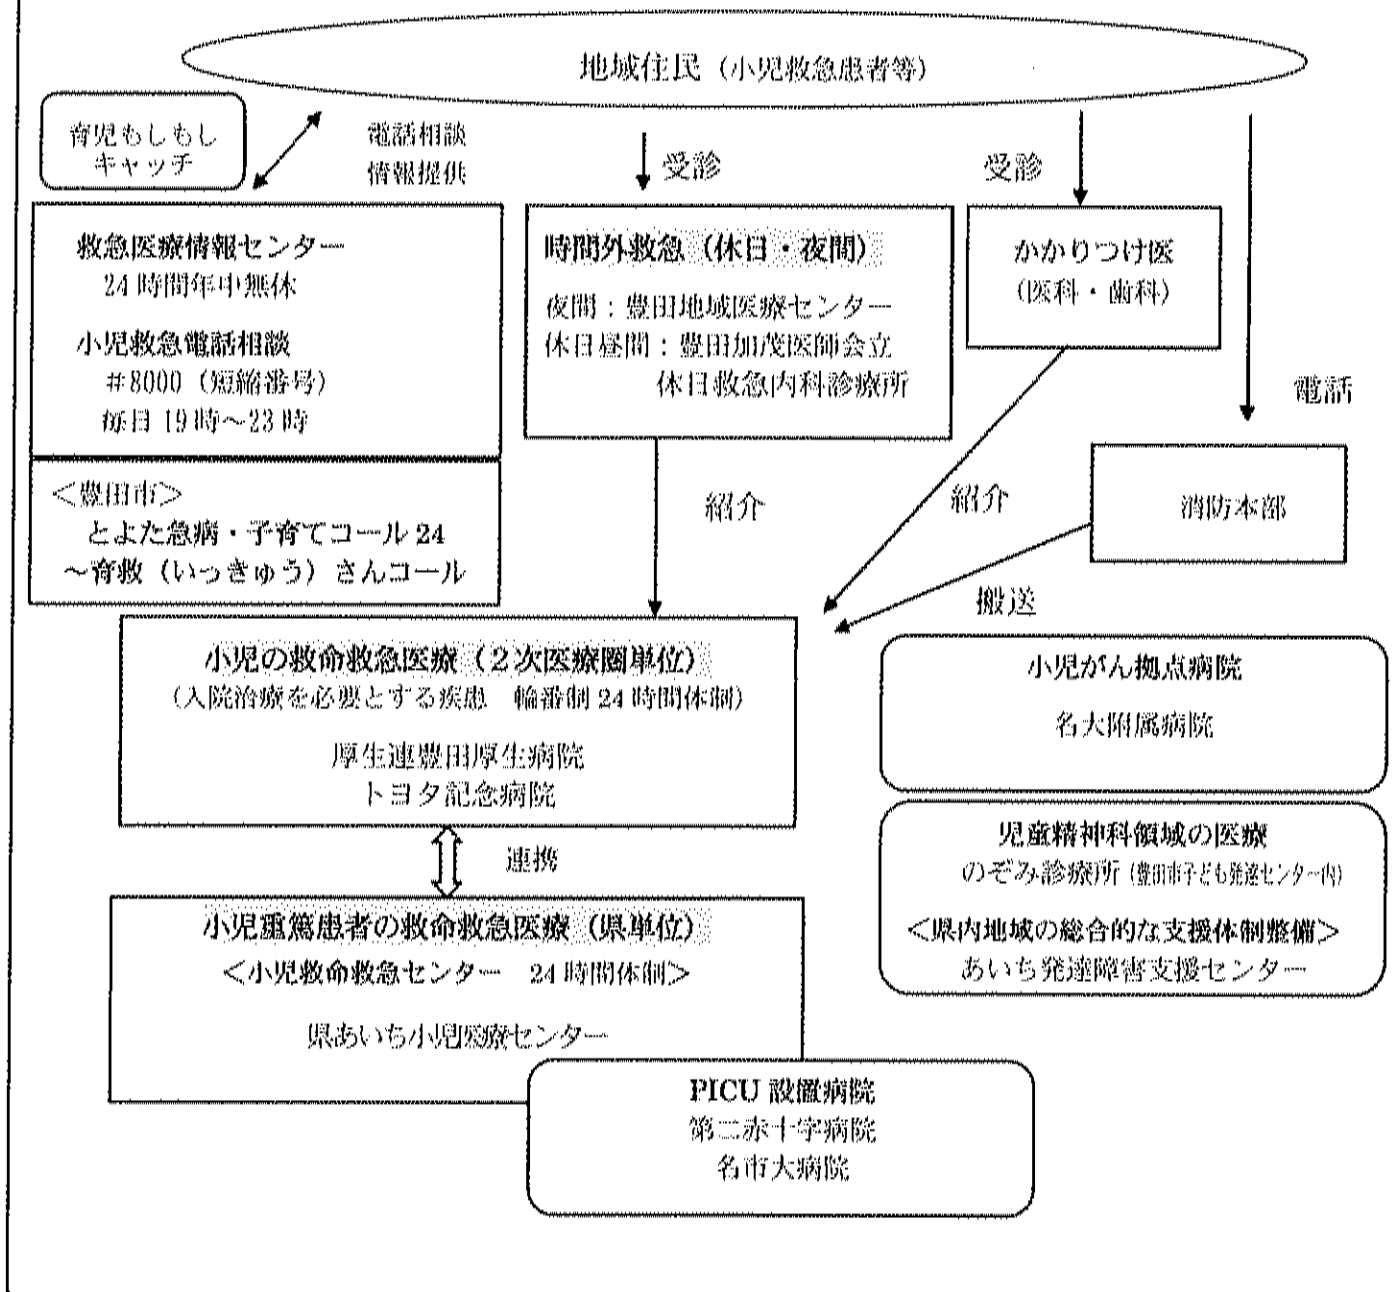 地域住民（小児救急患者等）
育児もしもし
キャッチ
電話相談
情報提供
受診
受診
救急医療情報センター
24時間年中無休
小児救急電話相談
＃8000（短縮番号）
毎日19時～23時
時間外救急（休日・夜間）
夜間：豊田地域医療センター
休日昼間：豊田加茂医師会立
休日救急内科診療所
かかりつけ医
（医科・歯科）
電話
＜豊田市＞
とよた急病・子育てコール24
～育救（いっきゅう）さんコール
紹介
紹介
消防本部
搬送
小児の救命救急医療（２次医療圏単位）
（入院治療を必要とする疾患　輪番制24時間体制）
厚生連豊田厚生病院
トヨタ記念病院
小児がん拠点病院
名大附属病院
連携
児童精神科領域の医療
のぞみ診療所（豊田市子ども発達センター内）
＜県内地域の総合的な支援体制整備＞
あいち発達障害支援センター
小児重篤患者の救命救急医療（県単位）
＜小児救命救急センター　24時間体制＞
県あいち小児医療センター
PICU 設置病院
第二赤十字病院
名市大病院